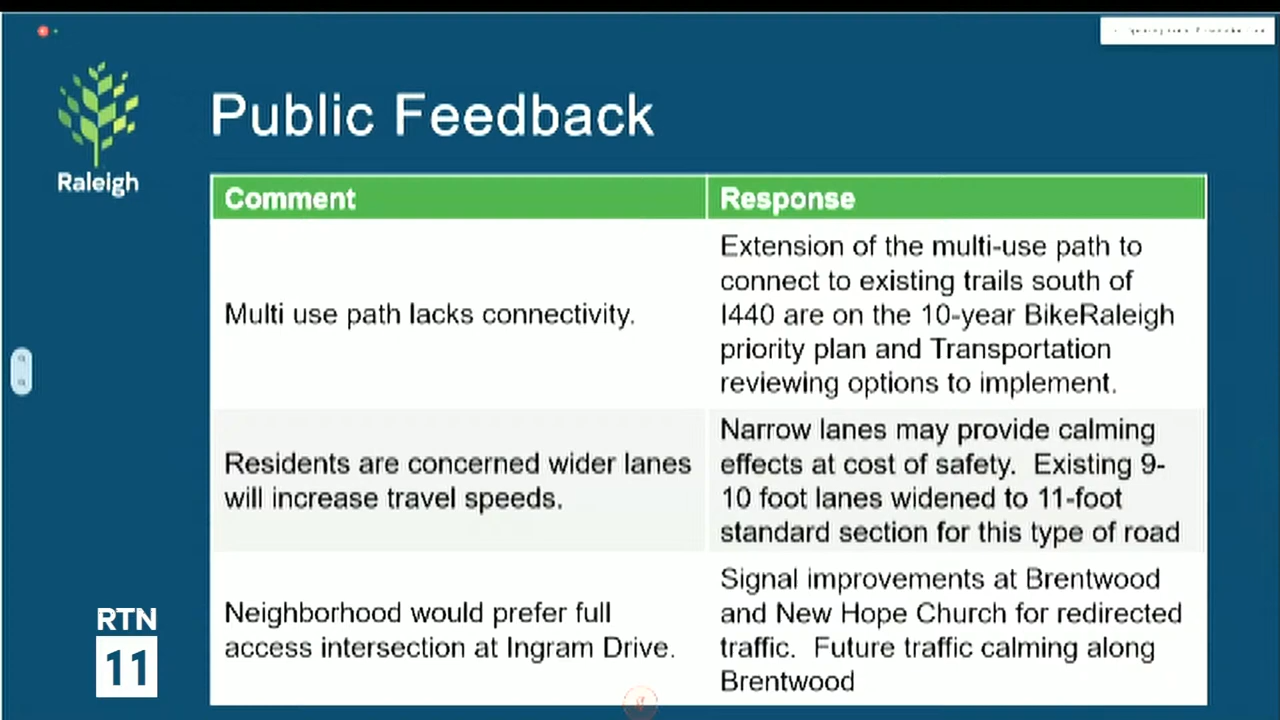 Raleigh
Public Feedback
Comment
Response
Multi use path lacks connectivity.
Extension of the multi-use path to
connect to existing trails south of
I440 are on the 10-year BikeRaleigh
priority plan and Transportation
reviewing options to implement.
Residents are concerned wider lanes
will increase travel speeds.
Narrow lanes may provide calming
effects at cost of safety.  Existing 9-
10 foot lanes widened to 11-foot
standard section for this type of road
Neighborhood would prefer full
access intersection at Ingram Drive.
Signal improvements at Brentwood
and New Hope Church for redirected
traffic.  Future traffic calming along
Brentwood
RTN
11